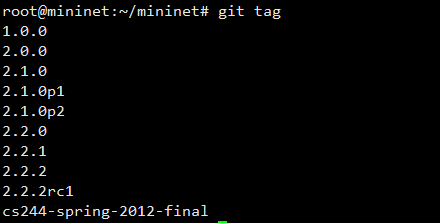 root@mininet:~/mininet# git tag
1.0.0
2.0.0
2.1.0
2.1.0p1
2.1.0p2
2.2.0
2.2.1
2.2.2
2.2.2rc1
cs244-spring-2012-final